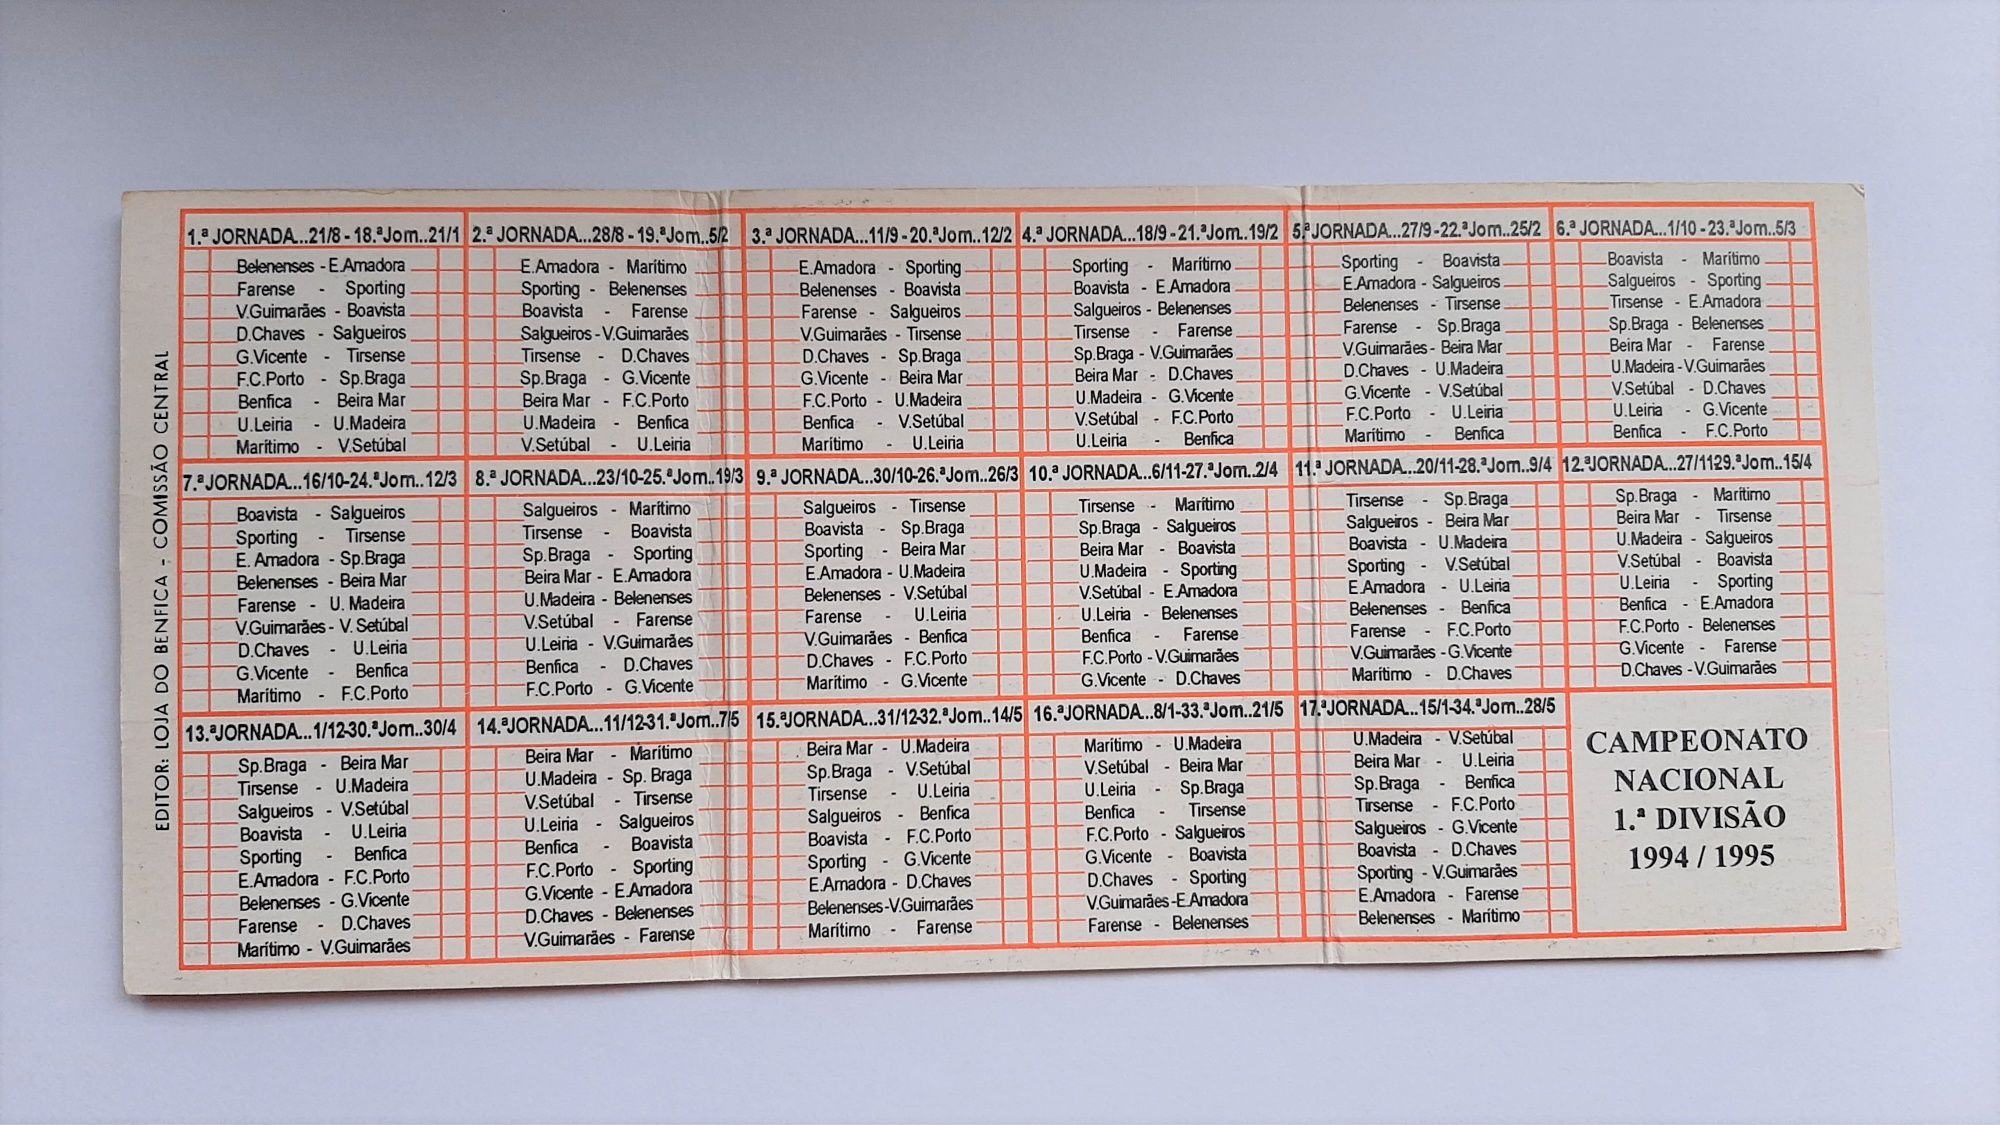 EDITOR: LOJA DO BENFICA - COMISSÃO CENTRAL
1.ª JORNADA...21/8 - 18.ªJorn..21/1
Belenenses - E.Amadora
Farense - Sporting
V.Guimarães - Boavista
D.Chaves - Salgueiros
G.Vicente - Tirsense
F.C.Porto - Sp.Braga
Benfica - Beira Mar
U.Leiria - U.Madeira
Marítimo - V.Setúbal
2.ª JORNADA...28/8 - 19.ªJorn..5/2
E.Amadora - Marítimo
Sporting - Belenenses
Boavista - Farense
Salgueiros - V.Guimarães
Tirsense - D.Chaves
Sp.Braga - G.Vicente
Beira Mar - F.C.Porto
U.Madeira - Benfica
V.Setúbal - U.Leiria
3.ª JORNADA...11/9 - 20.ªJorn..12/2
E.Amadora - Sporting
Belenenses - Boavista
Farense - Salgueiros
V.Guimarães - Tirsense
D.Chaves - Sp.Braga
G.Vicente - Beira Mar
F.C.Porto - U.Madeira
Benfica - V.Setúbal
Marítimo - U.Leiria
4.ª JORNADA...18/9 - 21.ªJorn..19/2
Sporting - Marítimo
Boavista - E.Amadora
Salgueiros - Belenenses
Tirsense - Farense
Sp.Braga - V.Guimarães
Beira Mar - D.Chaves
U.Madeira - G.Vicente
V.Setúbal - F.C.Porto
U.Leiria - Benfica
5.ªJORNADA...27/9 - 22.ªJorn..25/2
Sporting - Boavista
E.Amadora - Salgueiros
Belenenses - Tirsense
Farense - Sp.Braga
V.Guimarães - Beira Mar
D.Chaves - U.Madeira
G.Vicente - V.Setúbal
F.C.Porto - U.Leiria
Marítimo - Benfica
6.ª JORNADA...1/10 - 23.ªJorn..5/3
Boavista - Marítimo
Salgueiros - Sporting
Tirsense - E.Amadora
Sp.Braga - Belenenses
Beira Mar - Farense
U.Madeira - V.Guimarães
V.Setúbal - D.Chaves
U.Leiria - G.Vicente
Benfica - F.C.Porto
7.ªJORNADA...16/10-24.ªJorn..12/3
Boavista - Salgueiros
Sporting - Tirsense
E. Amadora - Sp.Braga
Belenenses - Beira Mar
Farense - U. Madeira
V.Guimarães - V. Setúbal
D.Chaves - U.Leiria
G.Vicente - Benfica
Marítimo - F.C.Porto
8.ª JORNADA...23/10-25.ªJorn..19/3
Salgueiros - Marítimo
Tirsense - Boavista
Sp.Braga - Sporting
Beira Mar - E.Amadora
U.Madeira - Belenenses
V.Setúbal - Farense
U.Leiria - V.Guimarães
Benfica - D.Chaves
F.C.Porto - G.Vicente
9.ª JORNADA...30/10-26.ªJorn..26/3
Salgueiros - Tirsense
Boavista - Sp.Braga
Sporting - Beira Mar
E.Amadora - U.Madeira
Belenenses - V.Setúbal
Farense - U.Leiria
V.Guimarães - Benfica
D.Chaves - F.C.Porto
Marítimo - G.Vicente
10.ª JORNADA...6/11-27.ªJorn..2/4
Tirsense - Marítimo
Sp.Braga - Salgueiros
Beira Mar - Boavista
U.Madeira - Sporting
V.Setúbal - E.Amadora
U.Leiria - Belenenses
Benfica - Farense
F.C.Porto - V.Guimarães
G.Vicente - D.Chaves
11.ª JORNADA...20/11-28.ªJorn..9/4
Tirsense - Sp.Braga
Salgueiros - Beira Mar
Boavista - U.Madeira
Sporting - V.Setúbal
E.Amadora - U.Leiria
Belenenses - Benfica
Farense - F.C.Porto
V.Guimarães - G.Vicente
Marítimo - D.Chaves
12.ªJORNADA...27/1129.ªJorn..15/4
Sp.Braga - Marítimo
Beira Mar - Tirsense
U.Madeira - Salgueiros
V.Setúbal - Boavista
U.Leiria - Sporting
Benfica - E.Amadora
F.C.Porto - Belenenses
G.Vicente - Farense
D.Chaves - V.Guimarães
13.ªJORNADA...1/12-30.ªJorn..30/4
Sp.Braga - Beira Mar
Tirsense - U.Madeira
Salgueiros - V.Setúbal
Boavista - U.Leiria
Sporting - Benfica
E.Amadora - F.C.Porto
Belenenses - G.Vicente
Farense - D.Chaves
Marítimo - V.Guimarães
14.ªJORNADA...11/12-31.ªJorn..7/5
Beira Mar - Marítimo
U.Madeira - Sp. Braga
V.Setúbal - Tirsense
U.Leiria - Salgueiros
Benfica - Boavista
F.C.Porto - Sporting
G.Vicente - E.Amadora
D.Chaves - Belenenses
V.Guimarães - Farense
15.ªJORNADA...31/12-32.ªJorn..14/5
Beira Mar - U.Madeira
Sp.Braga - V.Setúbal
Tirsense - U.Leiria
Salgueiros - Benfica
Boavista - F.C.Porto
Sporting - G.Vicente
E.Amadora - D.Chaves
Belenenses-V.Guimarães
Marítimo - Farense
16.ªJORNADA...8/1-33.ªJorn..21/5
Marítimo - U.Madeira
V.Setúbal - Beira Mar
U.Leiria - Sp.Braga
Benfica - Tirsense
F.C.Porto - Salgueiros
G.Vicente - Boavista
D.Chaves - Sporting
V.Guimarães-E.Amadora
Farense - Belenenses
17.ªJORNADA...15/1-34.ªJorn..28/5
U.Madeira - V.Setúbal
Beira Mar - U.Leiria
Sp.Braga - Benfica
Tirsense - F.C.Porto
Salgueiros - G.Vicente
Boavista - D.Chaves
Sporting - V.Guimarães
E.Amadora - Farense
Belenenses - Marítimo
CAMPEONATO
NACIONAL
1.ª DIVISÃO
1994 / 1995